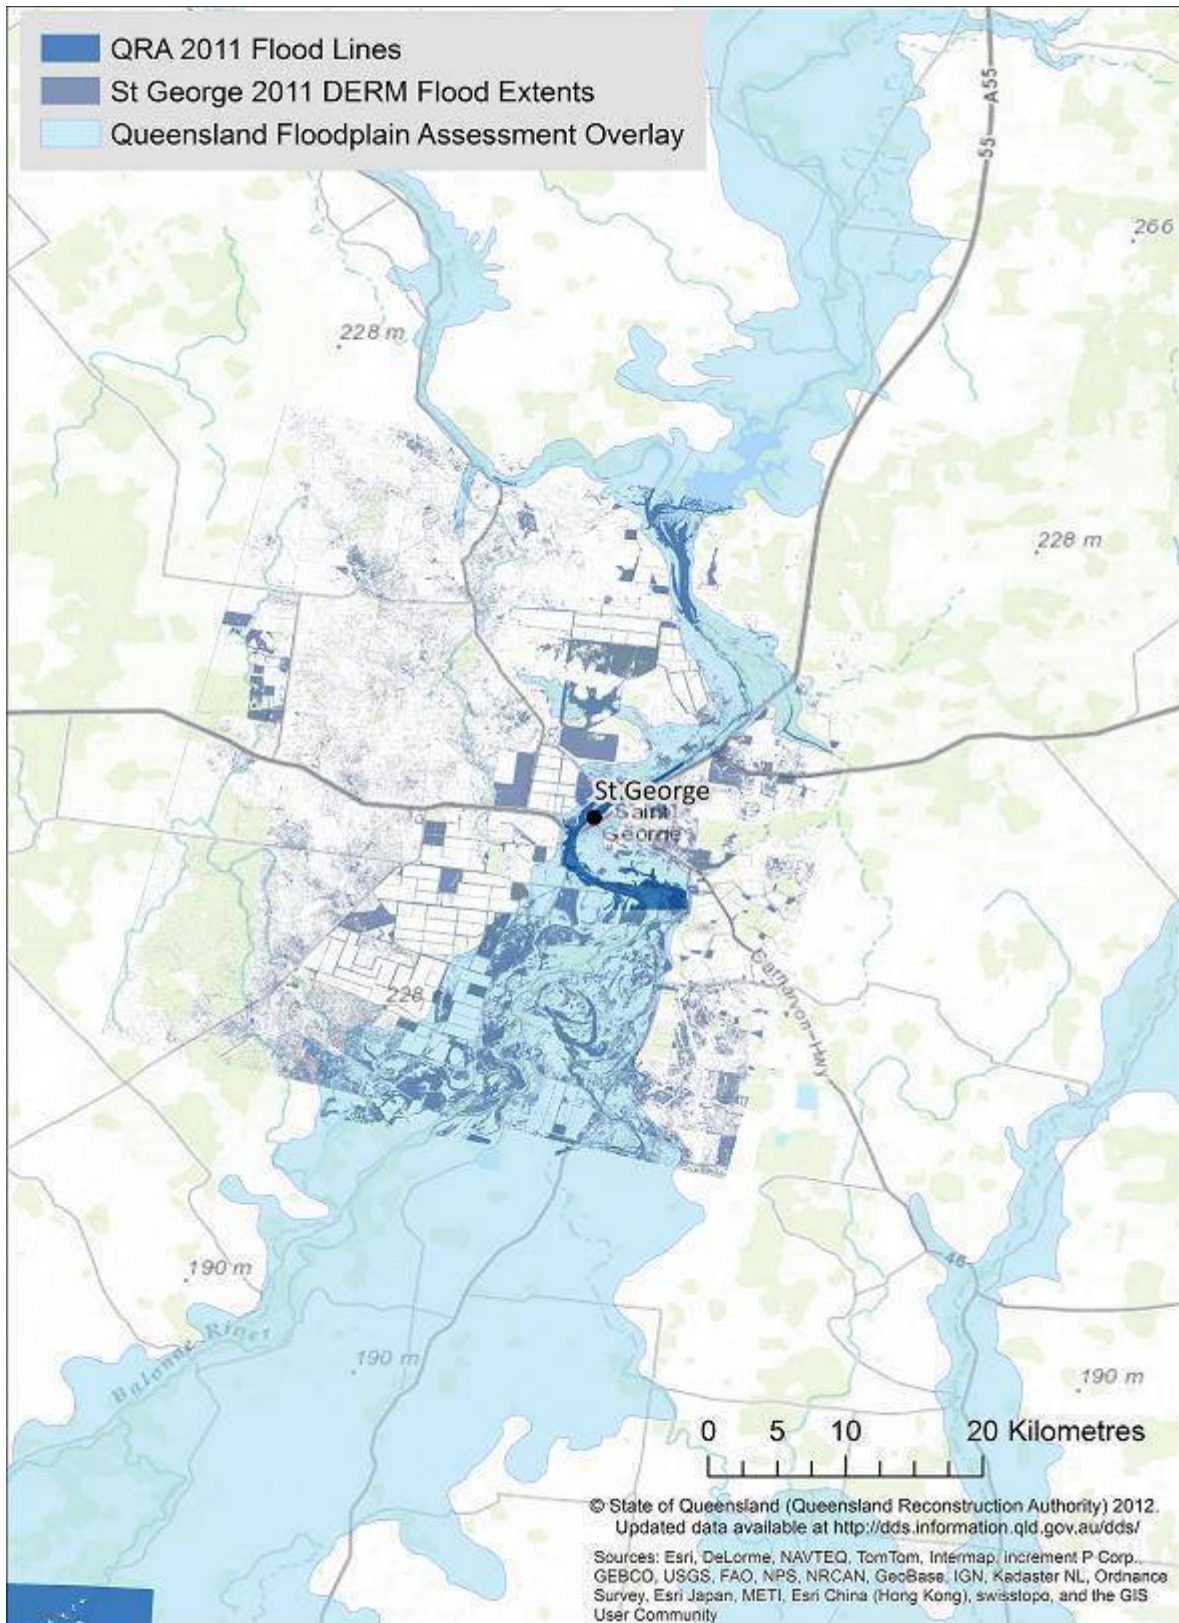 QRA 2011 Flood Lines
St George 2011 DERM Flood Extents
Queensland Floodplain Assessment Overlay
55
A55
266
228 m
228 m
St.George
Saint
George
228
Carnarvon Hwy
46
190 m
Balonne River
190 m
190 m
0 5 10 20 Kilometres
© State of Queensland (Queensland Reconstruction Authority) 2012.
Updated data available at http://dds.information.qld.gov.au/dds/
Sources: Esri, DeLorme, NAVTEQ, TomTom, Intermap, increment P Corp.,
GEBCO, USGS, FAO, NPS, NRCAN, GeoBase, IGN, Kadaster NL, Ordnance
Survey, Esri Japan, METI, Esri China (Hong Kong), swisstopo, and the GIS
User Community